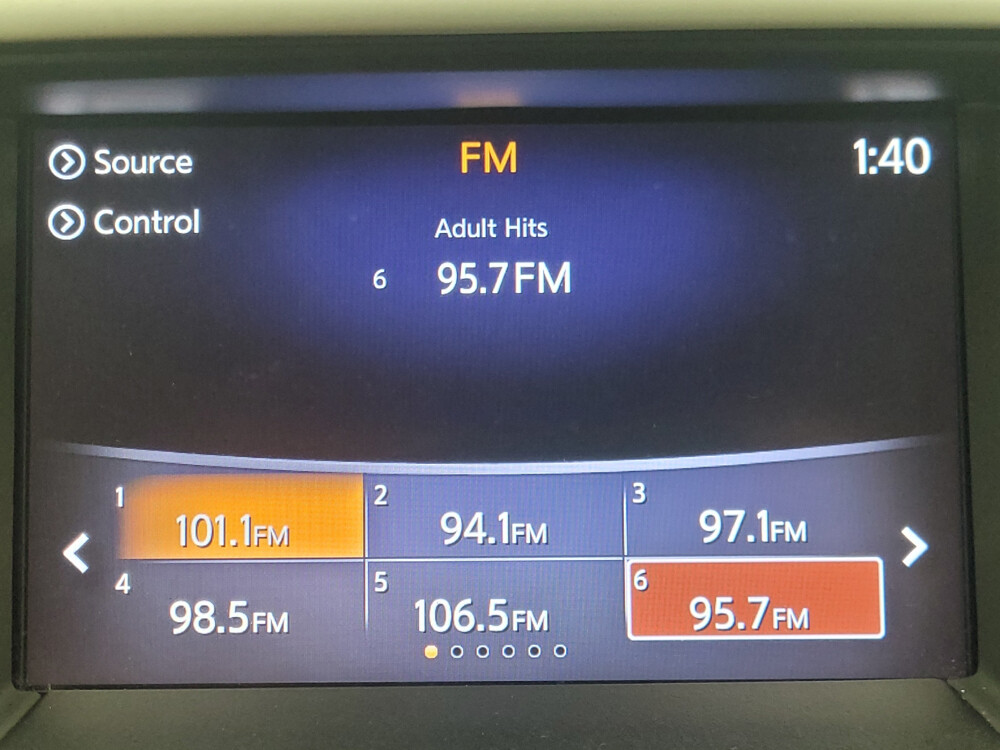 Source
FM
1:40
Control
Adult Hits
6 95.7FM
1 101.1FM
2 94.1FM
3 97.1FM
4 98.5FM
5 106.5FM
6 95.7FM